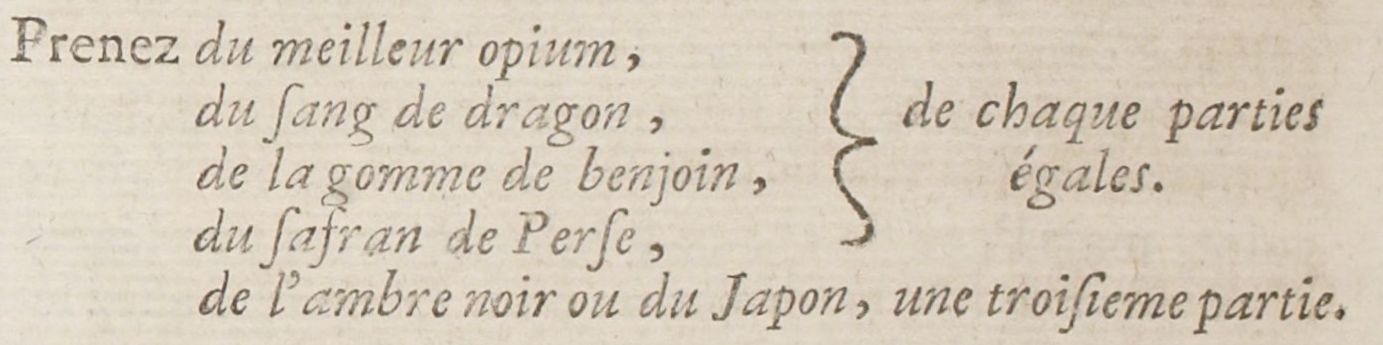 Prenez du meilleur opium,
du ſang de dragon,
de la gomme de benjoin,
du ſafran de Perſe,
de chaque parties
égales.
de l'ambre noir ou du Japon, une troiſieme partie.